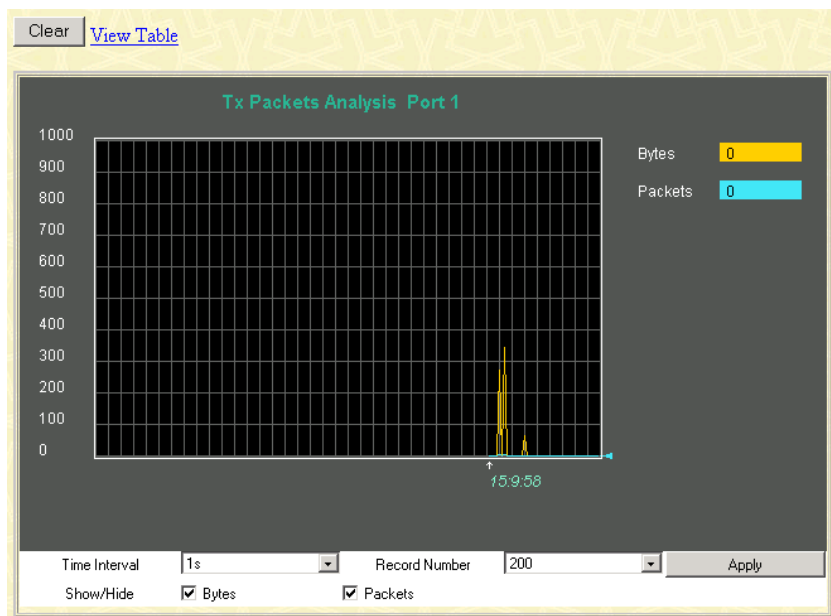 Clear View Table
Tx Packets Analysis Port 1
1000
900
800
700
600
500
400
300
200
100
0
Bytes 0
Packets 0
15:9:58
Time Interval 1s Record Number 200 Apply
Show/Hide Bytes Packets